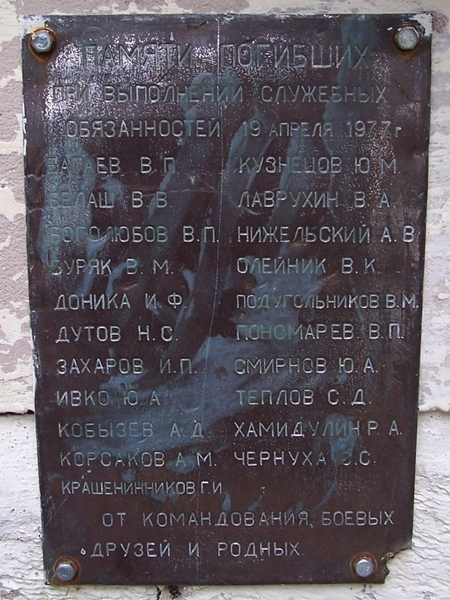 ПАМЯТИ ПОГИБШИХ
ПРИ ВЫПОЛНЕНИИ СЛУЖЕБНЫХ
ОБЯЗАННОСТЕЙ 19 АПРЕЛЯ 1977 г
БАГАЕВ В. П. КУЗНЕЦОВ Ю. М.
БЕЛАШ В. В. ЛАВРУХИН В. А.
БОГОЛЮБОВ В. П. НИЖЕЛЬСКИЙ А. В
БУРЯК В. М. ОЛЕЙНИК В. К.
ДОНИКА И. Ф. ПОДУГОЛЬНИКОВ В. М.
ДУТОВ Н. С. ПОНОМАРЕВ В. П.
ЗАХАРОВ И. П. СМИРНОВ Ю. А.
ИВКО Ю. А ТЕПЛОВ С. Д.
КОБЫЗЕВ А. Д. ХАМИДУЛИН Р. А.
КОРСАКОВ А. М. ЧЕРНУХА С.
КРАШЕНИННИКОВ Г. И.
ОТ КОМАНДОВАНИЯ, БОЕВЫХ
ДРУЗЕЙ И РОДНЫХ.